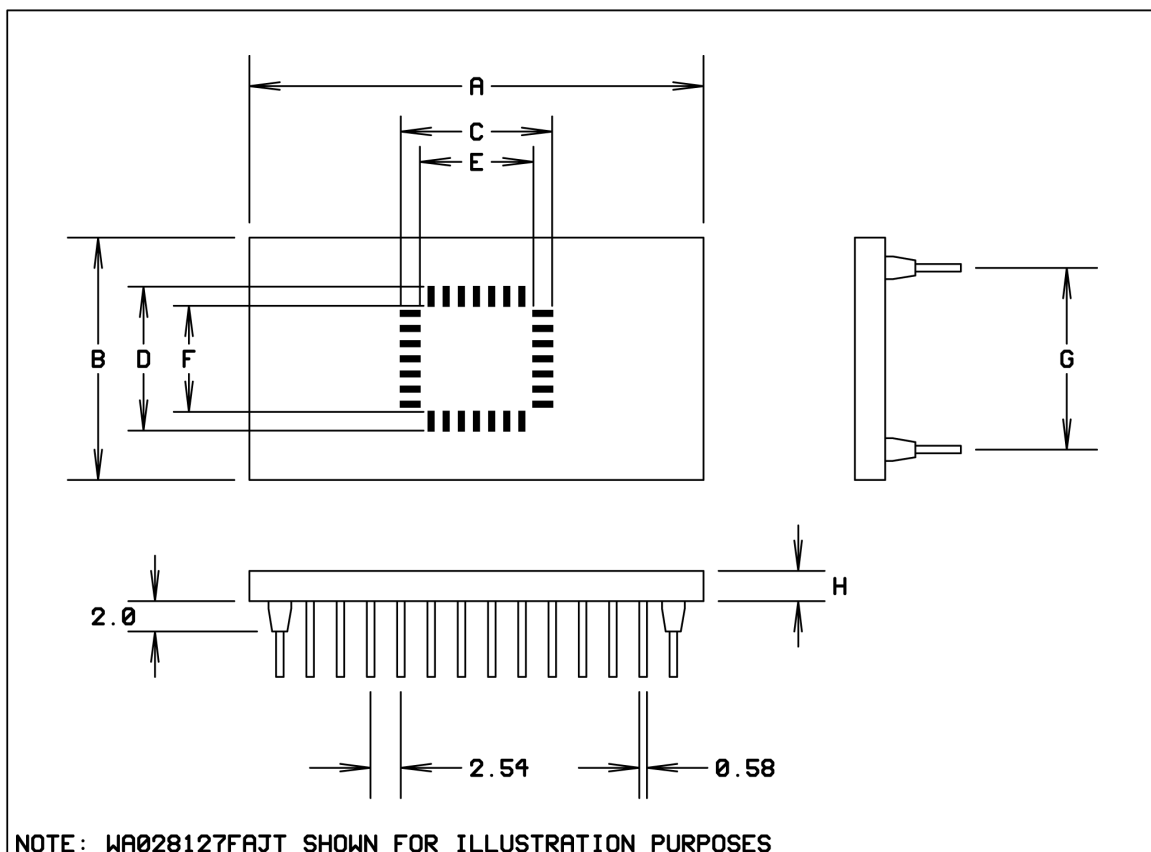 A
C
E
B
D
F
G
H
2.0
2.54
0.58
NOTE: WA028127FAJT SHOWN FOR ILLUSTRATION PURPOSES